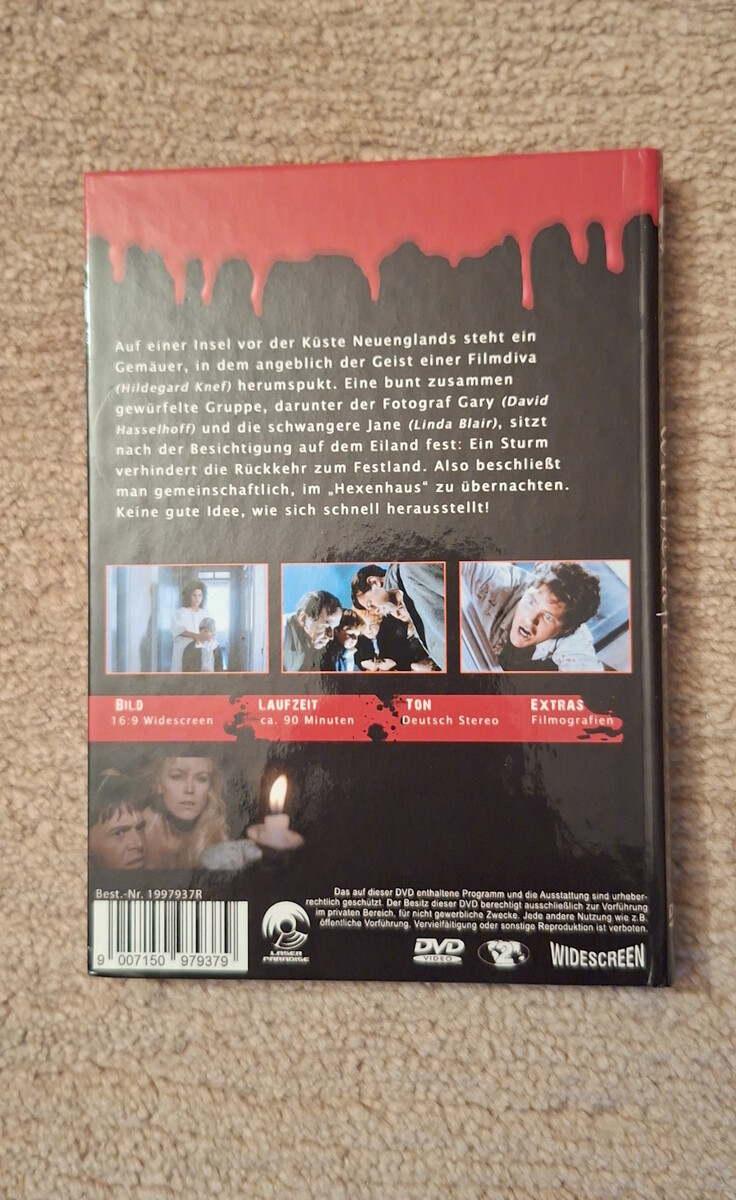 Auf einer Insel vor der Küste Neuenglands steht ein
Gemäuer, in dem angeblich der Geist einer Filmdiva
(Hildegard Knef) herumspukt. Eine bunt zusammen
gewürfelte Gruppe, darunter der Fotograf Gary (David
Hasselhoff) und die schwangere Jane (Linda Blair), sitzt
nach der Besichtigung auf dem Eiland fest: Ein Sturm
verhindert die Rückkehr zum Festland. Also beschließt
man gemeinschaftlich, im „Hexenhaus“ zu übernachten.
Keine gute Idee, wie sich schnell herausstellt!
BILD
16:9 Widescreen
LAUFZEIT
ca. 90 Minuten
TON
Deutsch Stereo
EXTRAS
Filmografien
Best.-Nr. 1997937R
9 007150 979379
LASER
PARADISE
Das auf dieser DVD enthaltene Programm und die Ausstattung sind urheber-
rechtlich geschützt. Der Besitz dieser DVD berechtigt ausschließlich zur Vorführung
im privaten Bereich, für nicht gewerbliche Zwecke. Jede andere Nutzung wie z.B.
öffentliche Vorführung, Vervielfältigung oder sonstige Reproduktion ist verboten.
DVD
VIDEO
2
WIDESCREEN